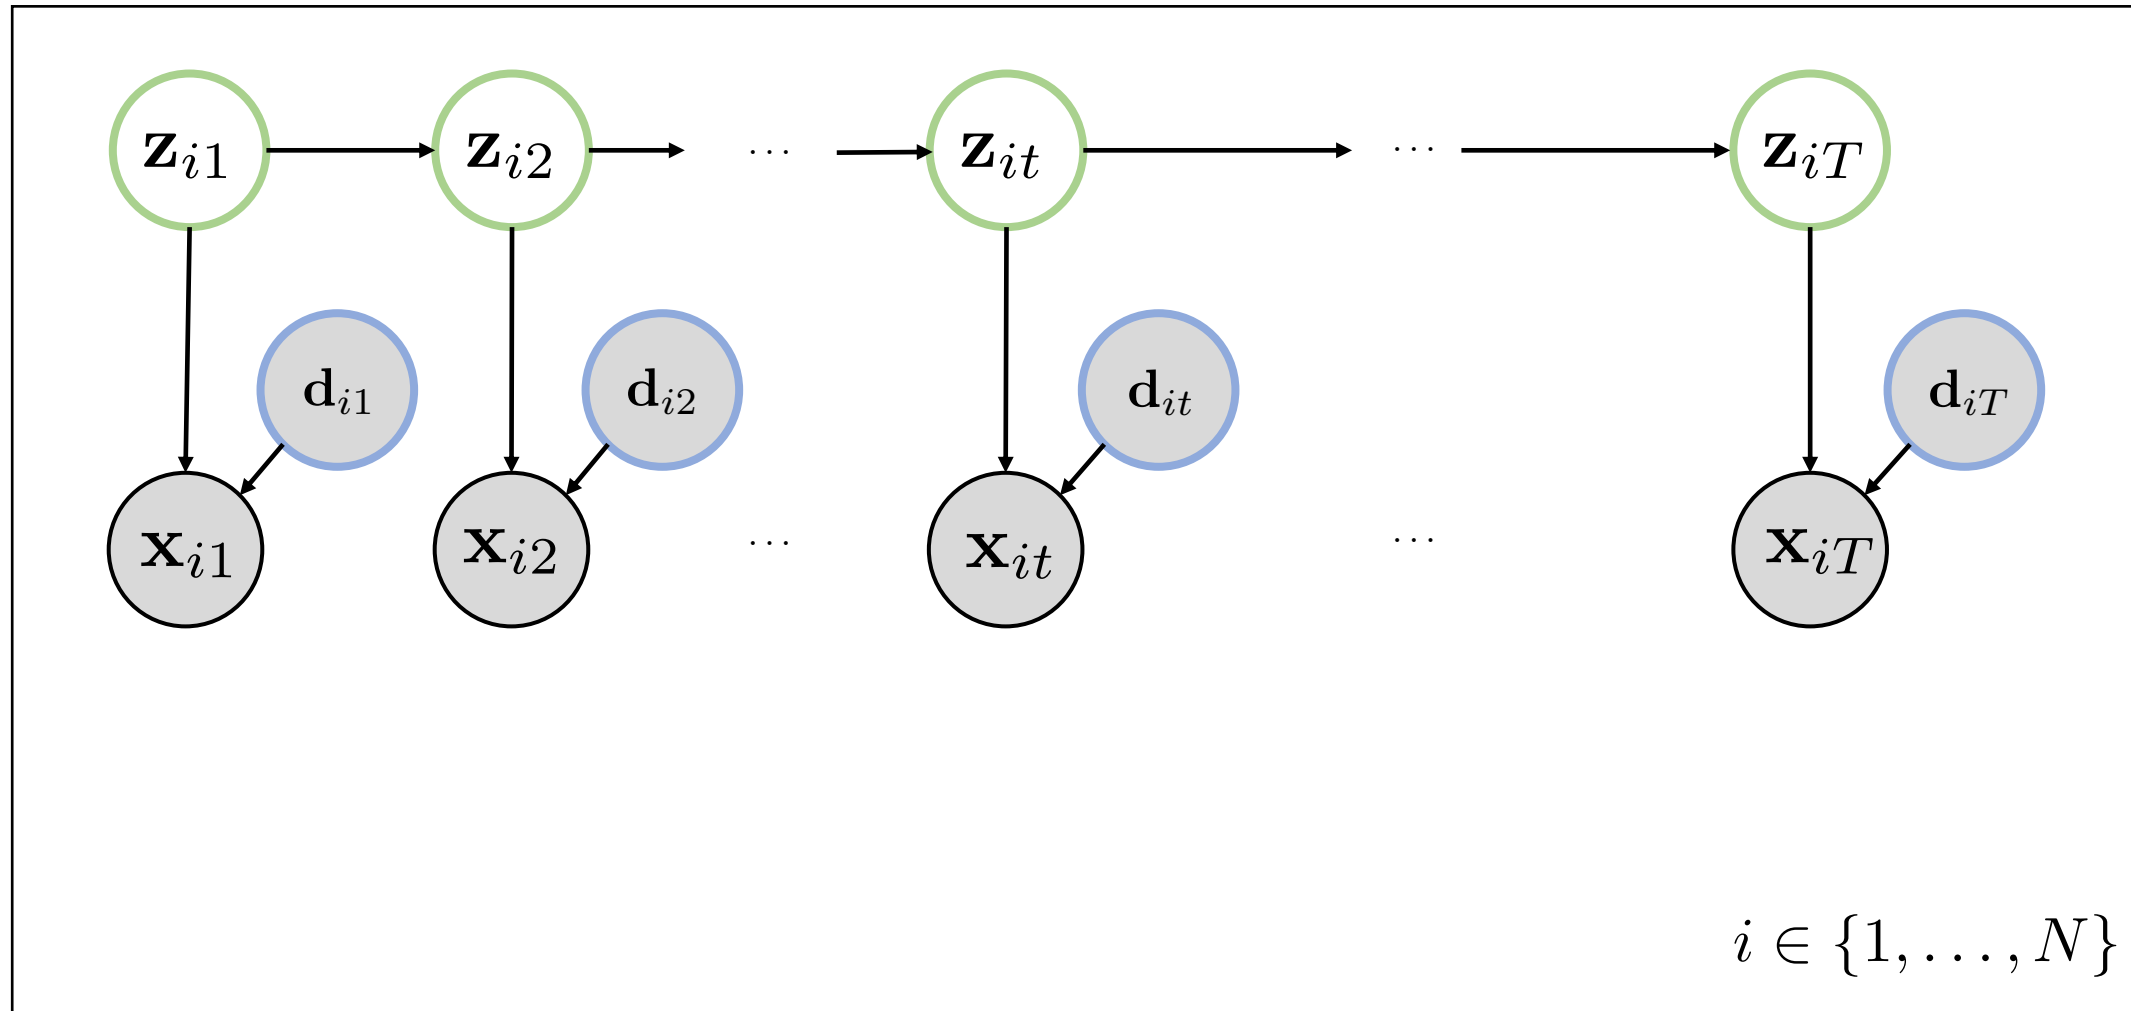 z_{i1} z_{i2} ... z_{it} ... z_{iT}
d_{i1} d_{i2} d_{it} d_{iT}
x_{i1} x_{i2} ... x_{it} ... x_{iT}
i ∈ {1, ..., N}